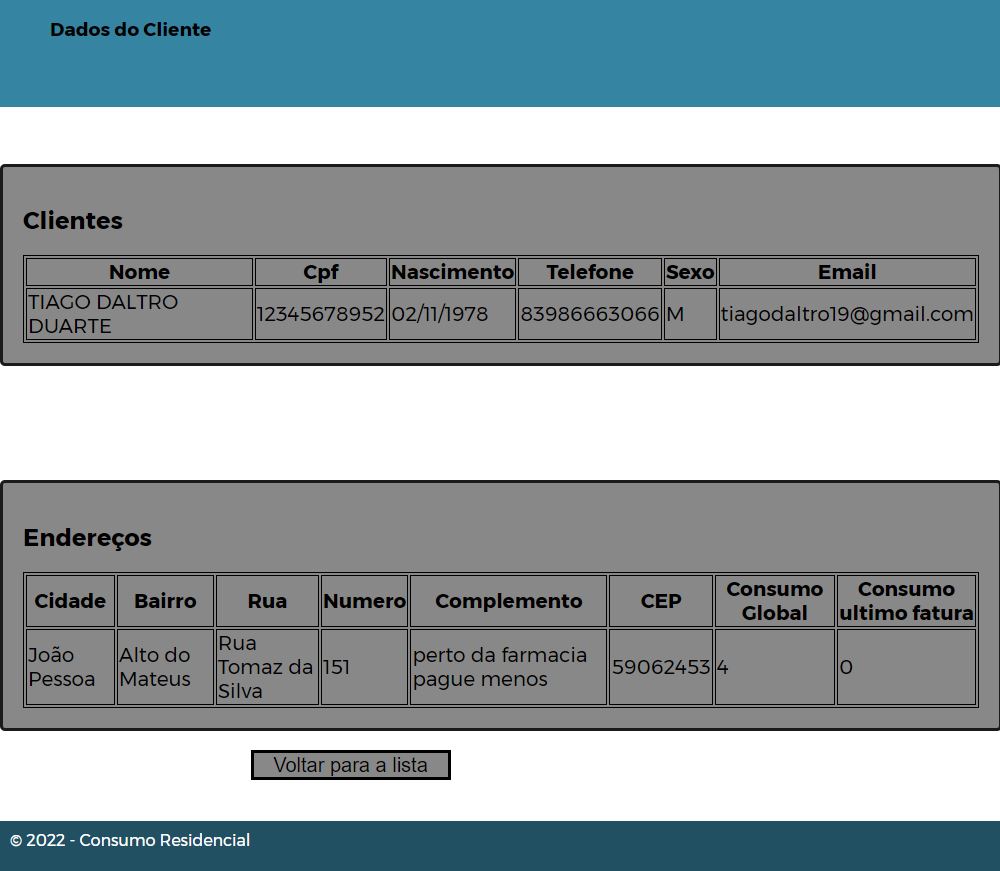 Dados do Cliente
Clientes
Nome Cpf Nascimento Telefone Sexo Email
TIAGO DALTRO
DUARTE
12345678952 02/11/1978 83986663066 M tiagodaltro19@gmail.com
Endereços
Cidade Bairro Rua Numero Complemento CEP Consumo
Global
Consumo
ultimo fatura
João
Pessoa
Alto do
Mateus
Rua
Tomaz da
Silva
151
perto da farmacia
pague menos
59062453 4 0
Voltar para a lista
© 2022 - Consumo Residencial